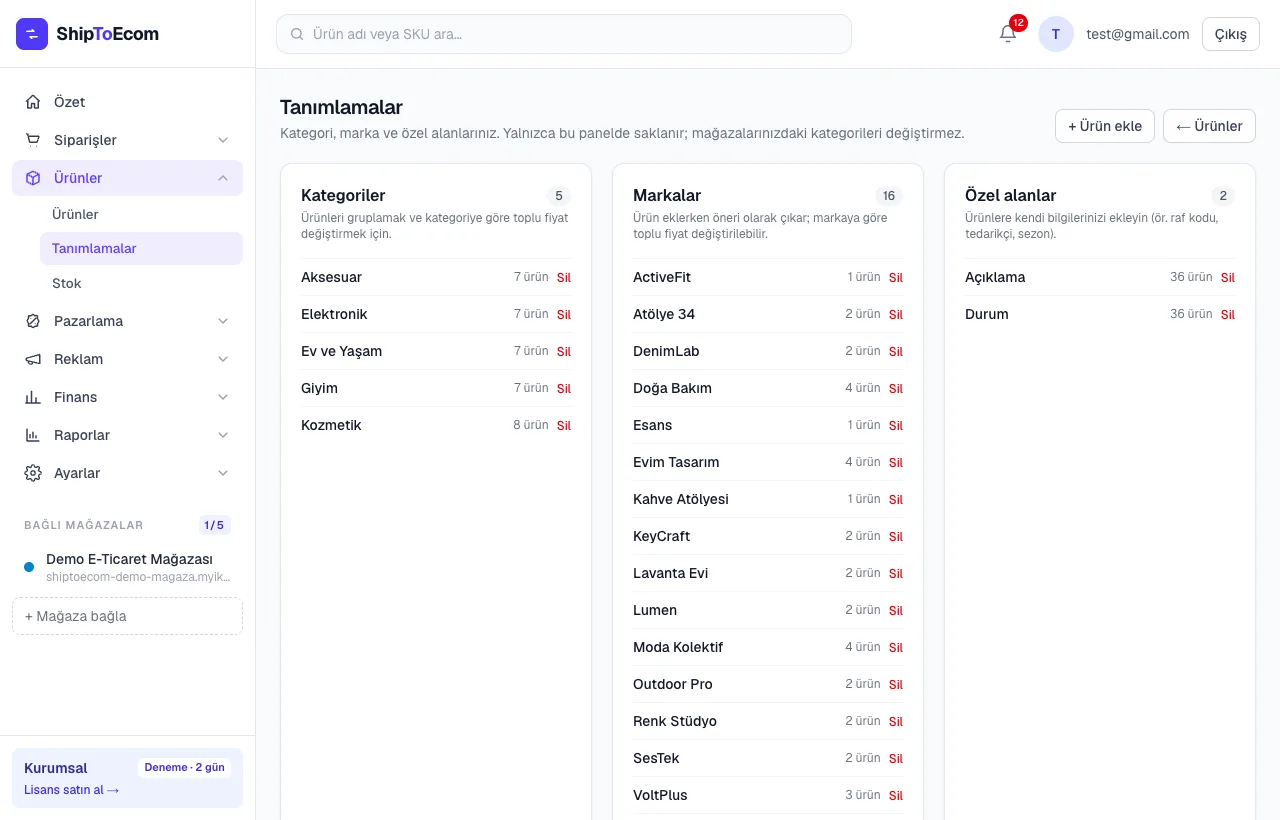 ShipToEcom
Ürün adı veya SKU ara...
12
T
test@gmail.com
Çıkış
Özet
Siparişler
Ürünler
Ürünler
Tanımlamalar
Stok
Pazarlama
Reklam
Finans
Raporlar
Ayarlar
BAĞLI MAĞAZALAR
1/5
Demo E-Ticaret Mağazası
shiptoecom-demo-magaza.myik...
+ Mağaza bağla
Kurumsal
Deneme · 2 gün
Lisans satın al →
Tanımlamalar
Kategori, marka ve özel alanlarınız. Yalnızca bu panelde saklanır; mağazalarınızdaki kategorileri değiştirmez.
+ Ürün ekle
← Ürünler
Kategoriler 5
Ürünleri gruplamak ve kategoriye göre toplu fiyat
değiştirmek için.
Aksesuar 7 ürün Sil
Elektronik 7 ürün Sil
Ev ve Yaşam 7 ürün Sil
Giyim 7 ürün Sil
Kozmetik 8 ürün Sil
Markalar 16
Ürün eklerken öneri olarak çıkar; markaya göre
toplu fiyat değiştirilebilir.
ActiveFit 1 ürün Sil
Atölye 34 2 ürün Sil
DenimLab 2 ürün Sil
Doğa Bakım 4 ürün Sil
Esans 1 ürün Sil
Evim Tasarım 4 ürün Sil
Kahve Atölyesi 1 ürün Sil
KeyCraft 2 ürün Sil
Lavanta Evi 2 ürün Sil
Lumen 2 ürün Sil
Moda Kolektif 4 ürün Sil
Outdoor Pro 2 ürün Sil
Renk Stüdyo 2 ürün Sil
SesTek 2 ürün Sil
VoltPlus 3 ürün Sil
Özel alanlar 2
Ürünlere kendi bilgilerinizi ekleyin (ör. raf kodu,
tedarikçi, sezon).
Açıklama 36 ürün Sil
Durum 36 ürün Sil